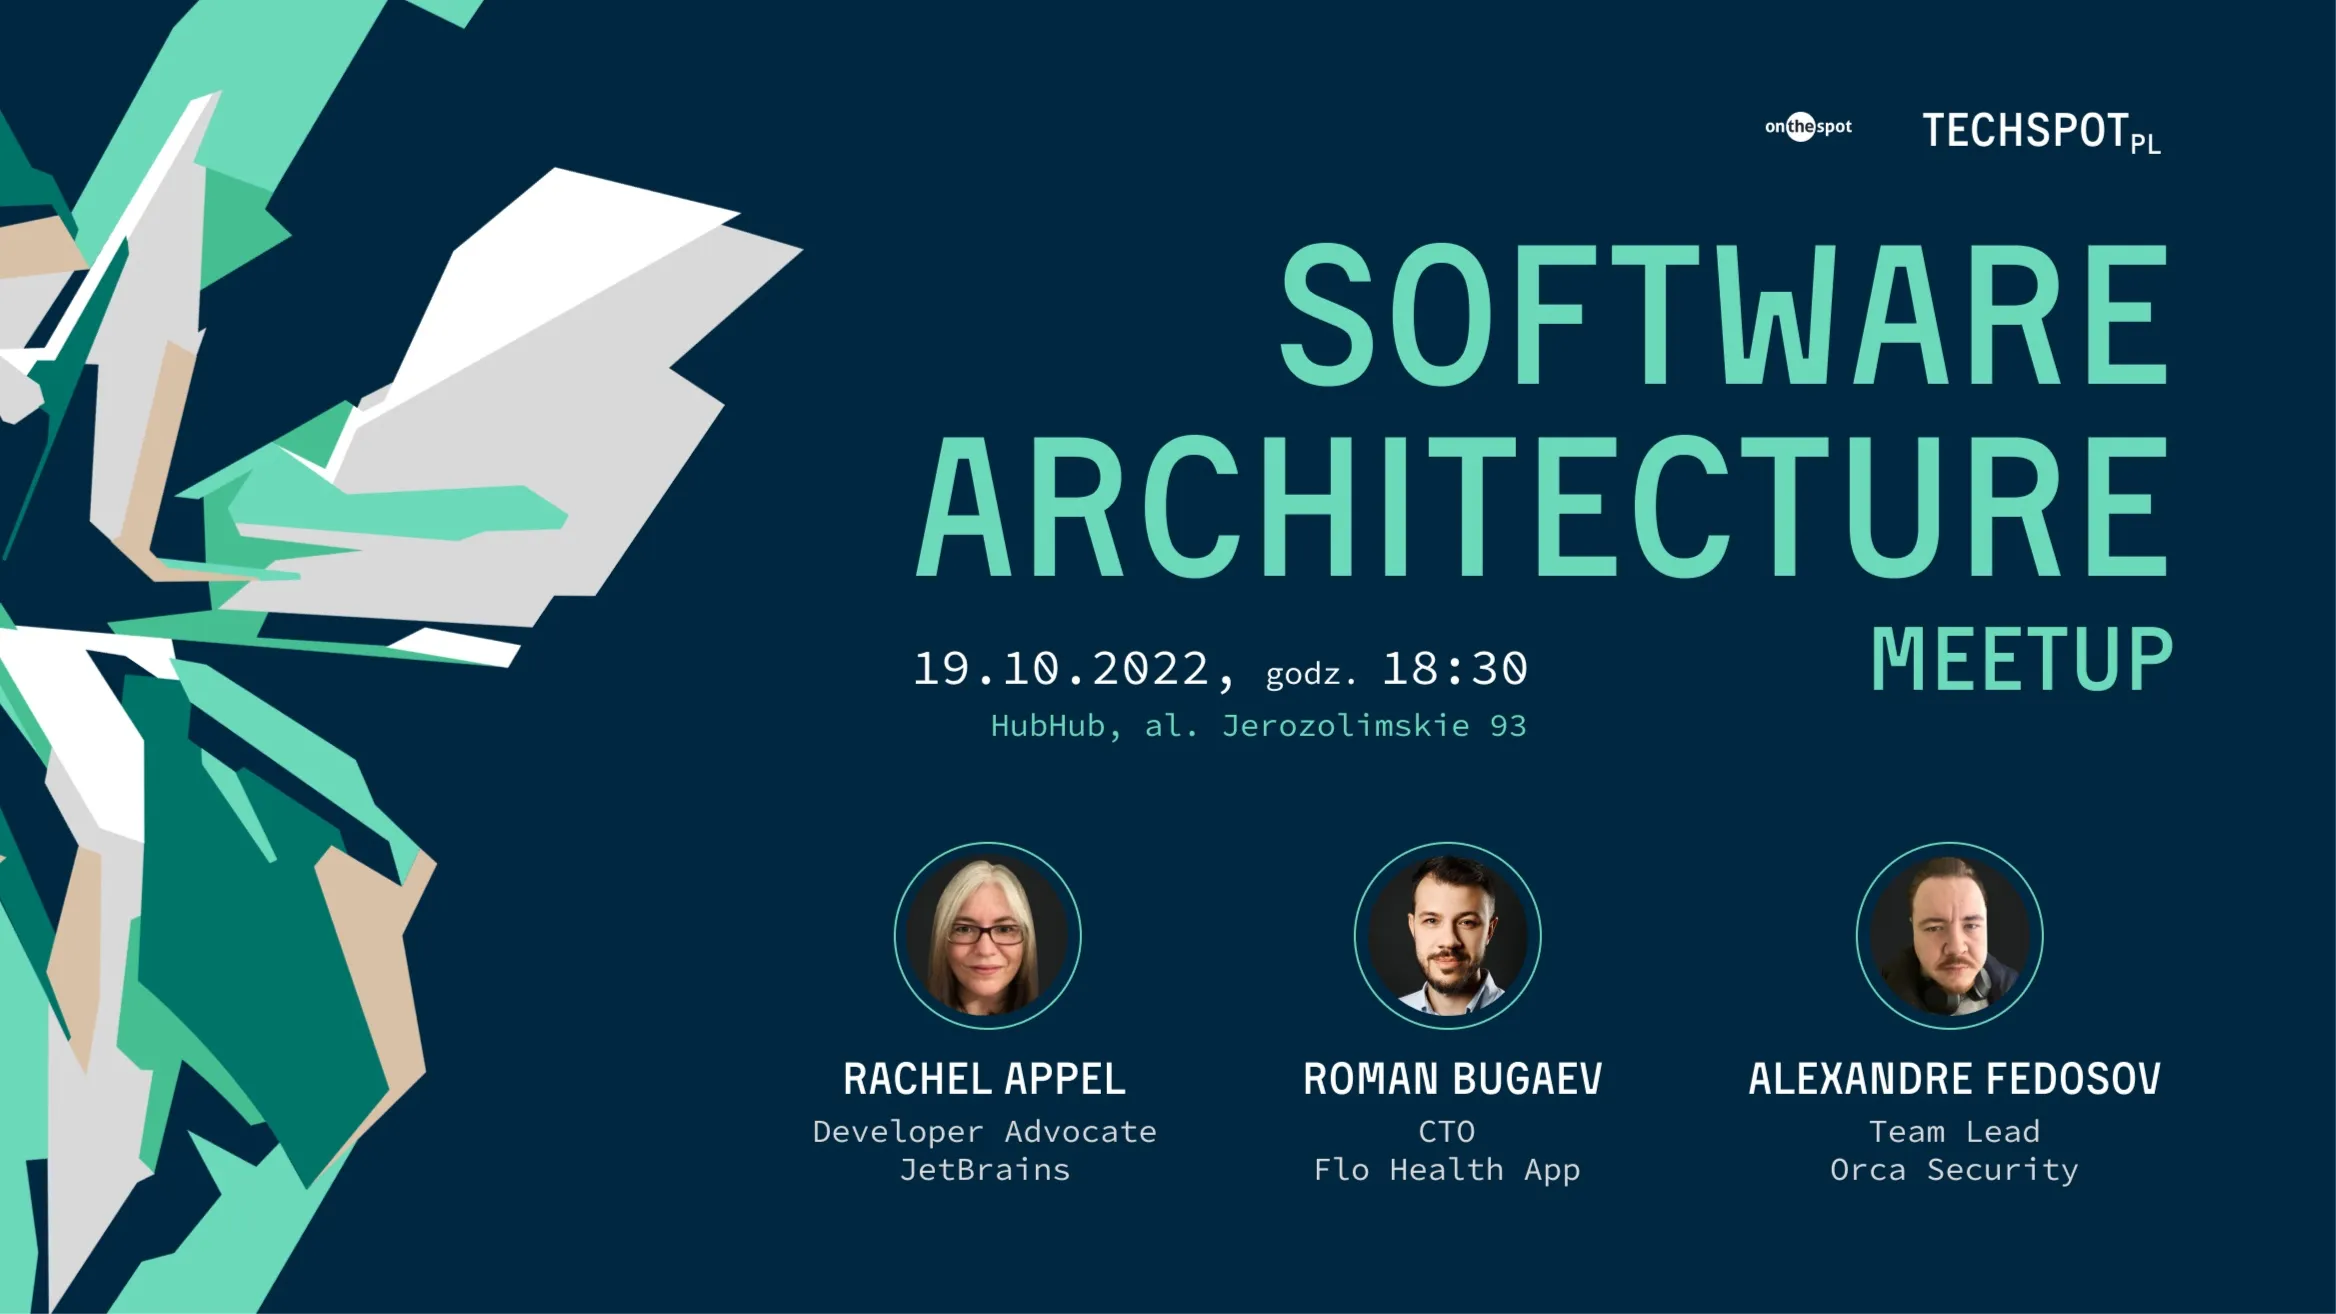 onthespot
TECHSPOTPL
SOFTWARE
ARCHITECTURE
MEETUP
19.10.2022, godz. 18:30
HubHub, al. Jerozolimskie 93
RACHEL APPEL
Developer Advocate
JetBrains
ROMAN BUGAEV
CTO
Flo Health App
ALEXANDRE FEDOSOV
Team Lead
Orca Security